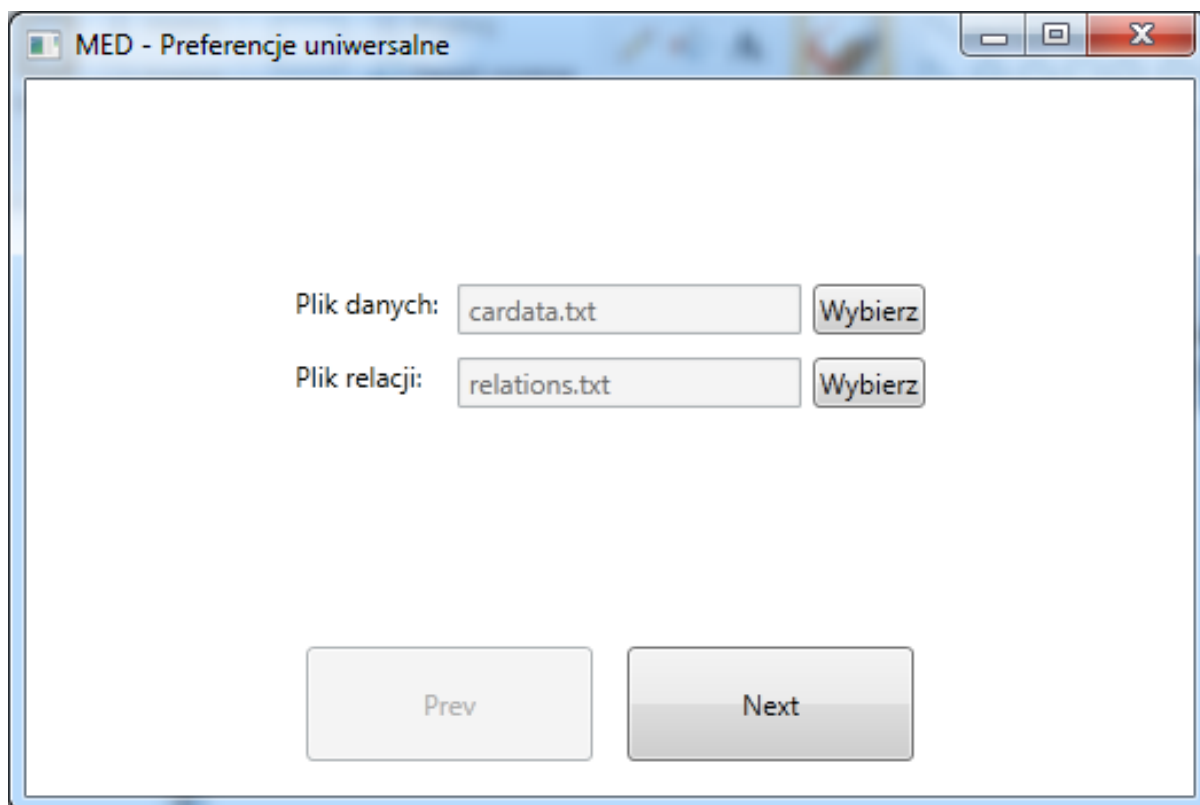 MED - Preferencje uniwersalne
Plik danych: cardata.txt Wybierz
Plik relacji: relations.txt Wybierz
Prev Next